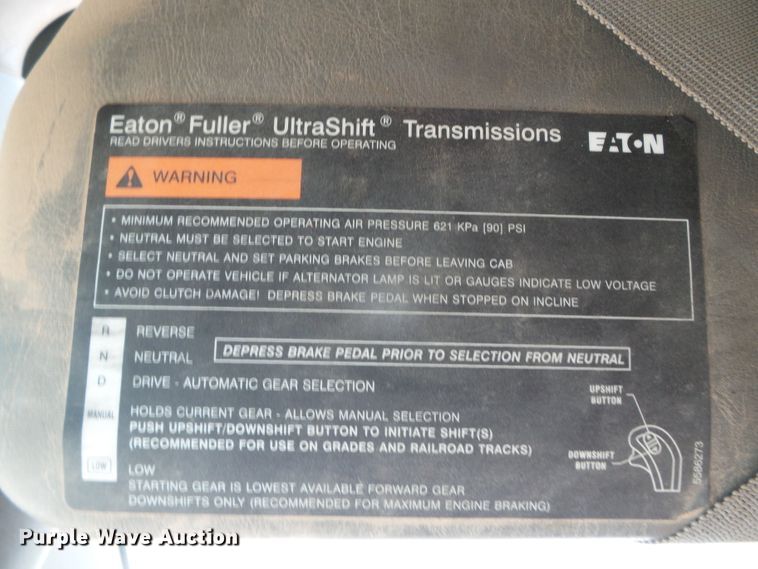 Eaton® Fuller® UltraShift® Transmissions
EATON
READ DRIVERS INSTRUCTIONS BEFORE OPERATING
WARNING
• MINIMUM RECOMMENDED OPERATING AIR PRESSURE 621 KPa [90] PSI
• NEUTRAL MUST BE SELECTED TO START ENGINE
• SELECT NEUTRAL AND SET PARKING BRAKES BEFORE LEAVING CAB
• DO NOT OPERATE VEHICLE IF ALTERNATOR LAMP IS LIT OR GAUGES INDICATE LOW VOLTAGE
• AVOID CLUTCH DAMAGE! DEPRESS BRAKE PEDAL WHEN STOPPED ON INCLINE
R REVERSE
N NEUTRAL DEPRESS BRAKE PEDAL PRIOR TO SELECTION FROM NEUTRAL
D DRIVE - AUTOMATIC GEAR SELECTION
MANUAL HOLDS CURRENT GEAR - ALLOWS MANUAL SELECTION
PUSH UPSHIFT/DOWNSHIFT BUTTON TO INITIATE SHIFT(S)
(RECOMMENDED FOR USE ON GRADES AND RAILROAD TRACKS)
LOW LOW
STARTING GEAR IS LOWEST AVAILABLE FORWARD GEAR
DOWNSHIFTS ONLY (RECOMMENDED FOR MAXIMUM ENGINE BRAKING)
UPSHIFT
BUTTON
DOWNSHIFT
BUTTON
5586273
Purple Wave Auction